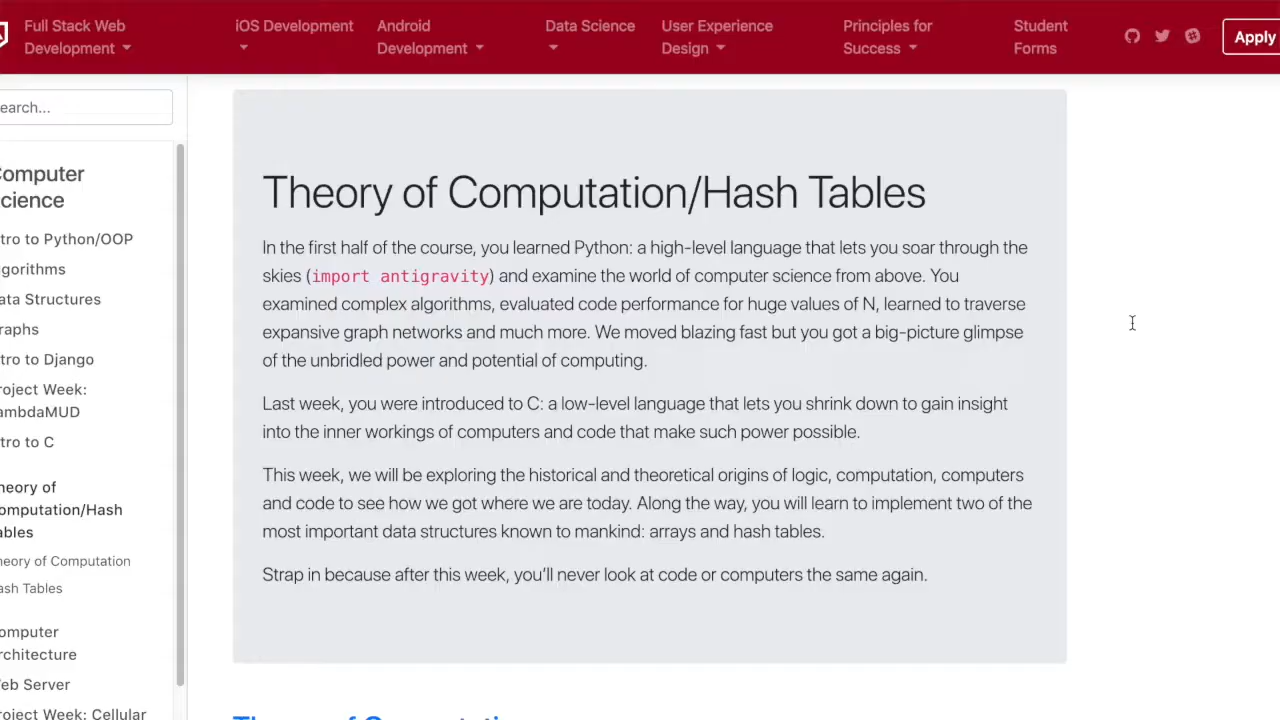 Full Stack Web
Development
iOS Development
Android
Development
Data Science
User Experience
Design
Principles for
Success
Student
Forms
Apply
earch...
omputer
cience
tro to Python/OOP
gorithms
ata Structures
raphs
tro to Django
roject Week:
ambdaMUD
tro to C
heory of
omputation/Hash
ables
heory of Computation
ash Tables
omputer
rchitecture
eb Server
roject Week: Cellular
Theory of Computation/Hash Tables
In the first half of the course, you learned Python: a high-level language that lets you soar through the
skies (import antigravity) and examine the world of computer science from above. You
examined complex algorithms, evaluated code performance for huge values of N, learned to traverse
expansive graph networks and much more. We moved blazing fast but you got a big-picture glimpse
of the unbridled power and potential of computing.
Last week, you were introduced to C: a low-level language that lets you shrink down to gain insight
into the inner workings of computers and code that make such power possible.
This week, we will be exploring the historical and theoretical origins of logic, computation, computers
and code to see how we got where we are today. Along the way, you will learn to implement two of the
most important data structures known to mankind: arrays and hash tables.
Strap in because after this week, you'll never look at code or computers the same again.
Theory of Computation